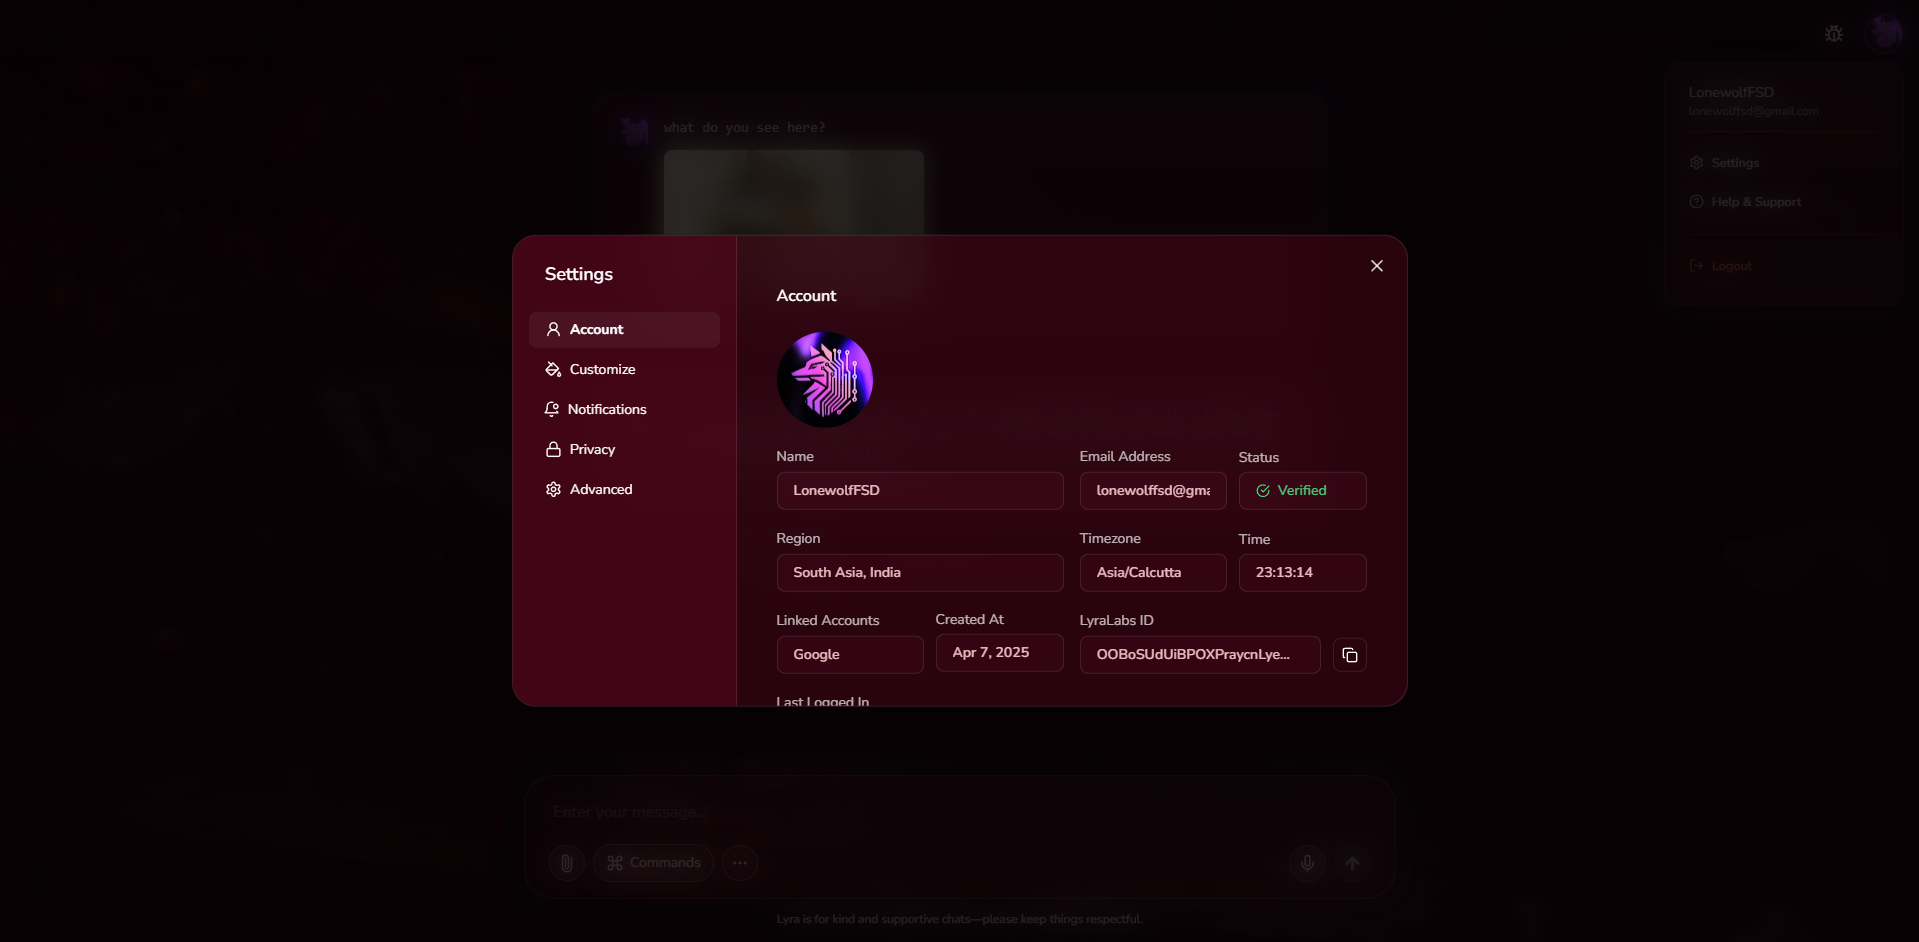 LonewolfFSD
lonewolffsd@gmail.com
Settings
Help & Support
Logout
what do you see here?
Settings
Account
Customize
Notifications
Privacy
Advanced
Account
Name
Email Address
Status
LonewolfFSD
lonewolffsd@gma
Verified
Region
Timezone
Time
South Asia, India
Asia/Calcutta
23:13:14
Linked Accounts
Created At
LyraLabs ID
Google
Apr 7, 2025
OOBoSUdUiBPOXPraycnLye...
Last Logged In
Enter your message...
Commands
Lyra is for kind and supportive chats—please keep things respectful.